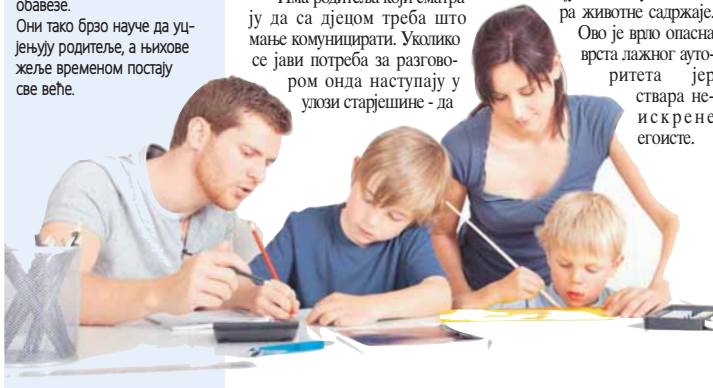 обавезе.
Они тако брзо науче да уц-
јењују родитеље, а њихове
жеље временом постају
све веће.
ју да са дјецом треба што
мање комуницирати. Уколико
се јави потреба за разгово-
ром онда наступају у
улози старјешине - да
ра животне садржаје.
Ово је врло опасна
врста лажног ауто-
ритета јер
ствара не-
искрене
егоисте.